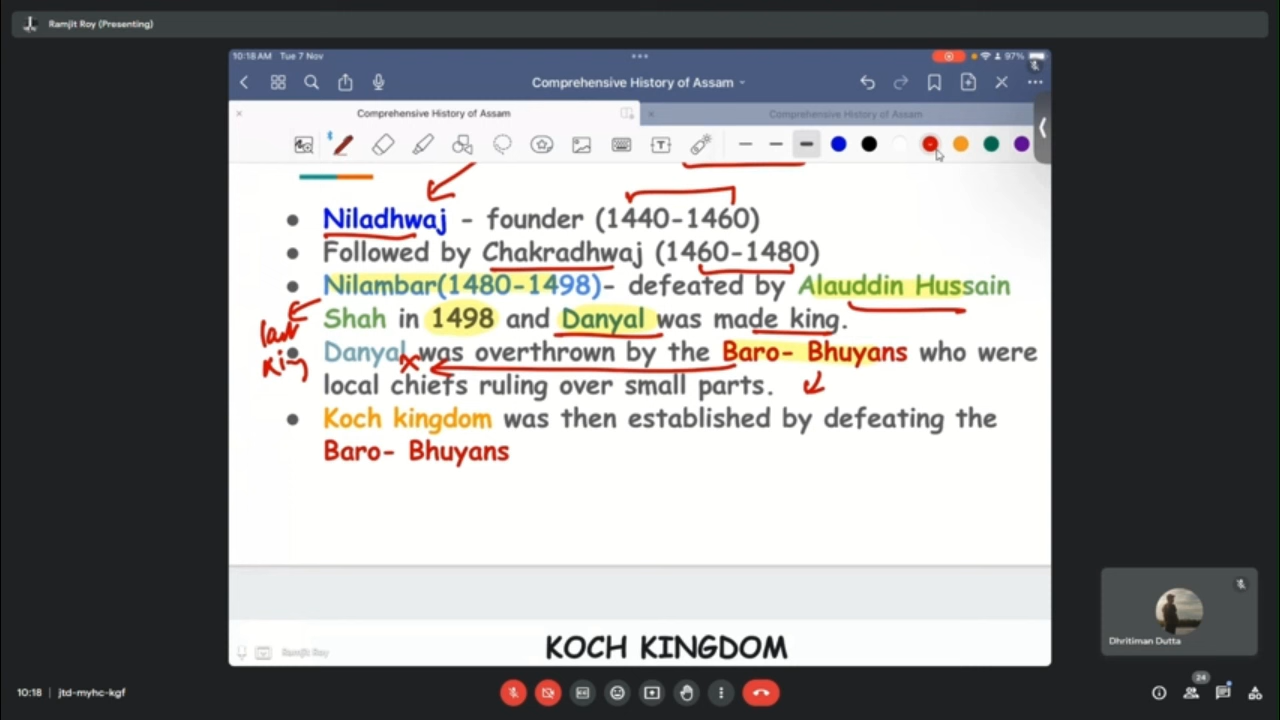 Ramjit Roy (Presenting)
10:18 AM Tue 7 Nov
97%
Comprehensive History of Assam
Comprehensive History of Assam
Comprehensive History of Assam
• Niladhwaj - founder (1440-1460)
• Followed by Chakradhwaj (1460-1480)
• Nilambar(1480-1498)- defeated by Alauddin Hussain
Shah in 1498 and Danyal was made king.
last
king
• Danyal was overthrown by the Baro- Bhuyans who were
local chiefs ruling over small parts.
• Koch kingdom was then established by defeating the
Baro- Bhuyans
KOCH KINGDOM
Ramjit Roy
Dhritiman Dutta
10:18 | jtd-myhc-kgf
24